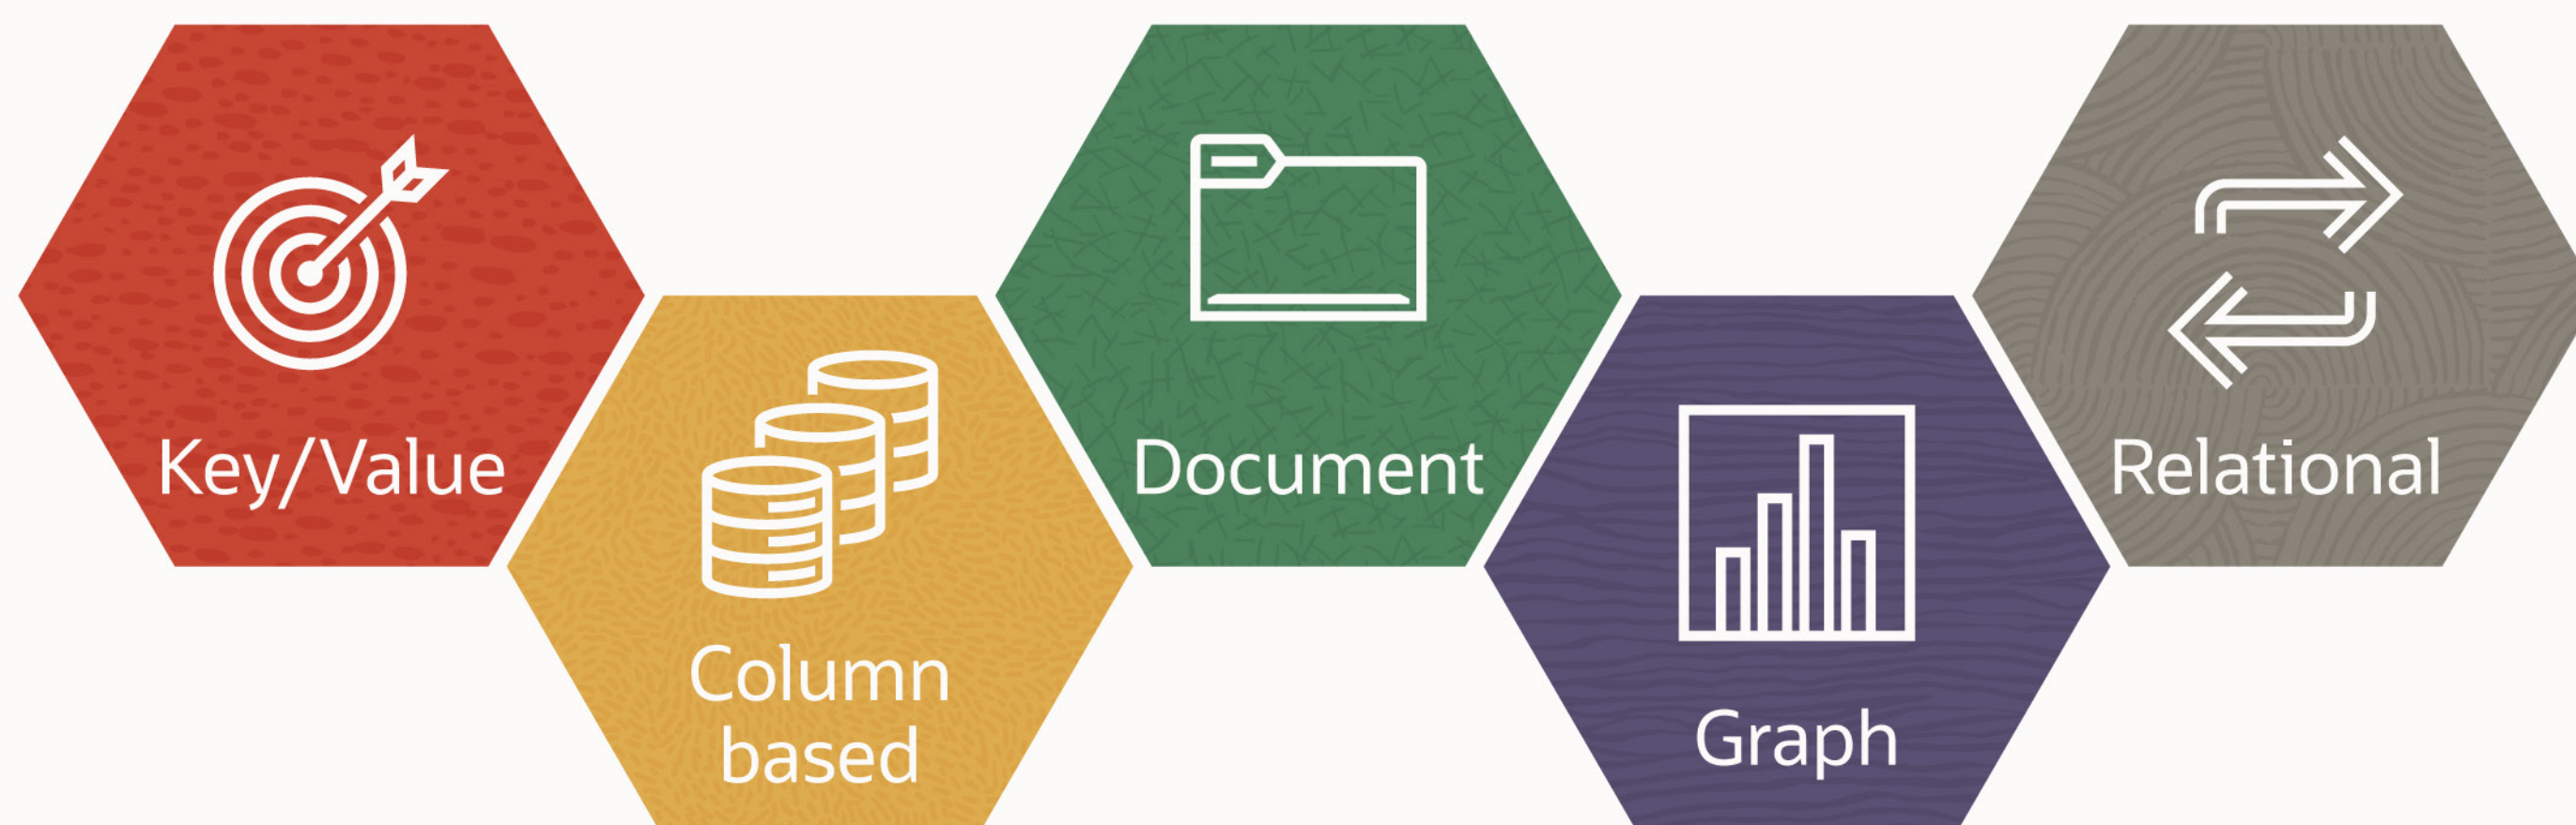 Key/Value
Column
based
Document
Graph
Relational